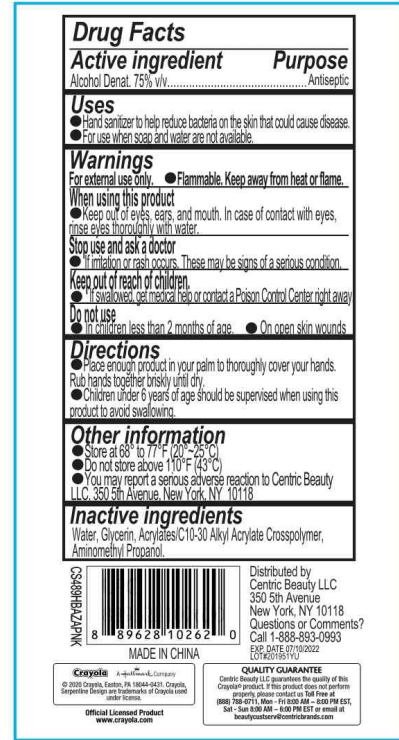 Drug Facts
Active ingredient Purpose
Alcohol Denat. 75% v/v............................................Antiseptic
Uses
●Hand sanitizer to help reduce bacteria on the skin that could cause disease.
●For use when soap and water are not available.
Warnings
For external use only. ●Flammable. Keep away from heat or flame.
When using this product
●Keep out of eyes, ears, and mouth. In case of contact with eyes,
rinse eyes thoroughly with water.
Stop use and ask a doctor
● If irritation or rash occurs. These may be signs of a serious condition.
Keep out of reach of children.
● If swallowed, get medical help or contact a Poison Control Center right away
Do not use
● In children less than 2 months of age. ● On open skin wounds
Directions
●Place enough product in your palm to thoroughly cover your hands.
Rub hands together briskly until dry.
●Children under 6 years of age should be supervised when using this
product to avoid swallowing.
Other information
●Store at 68° to 77°F (20°~25°C)
●Do not store above 110°F (43°C)
●You may report a serious adverse reaction to Centric Beauty
LLC. 350 5th Avenue. New York, NY 10118
Inactive ingredients
Water, Glycerin, Acrylates/C10-30 Alkyl Acrylate Crosspolymer,
Aminomethyl Propanol.
CS489HBAZAPNK
8 89628 10262 0
MADE IN CHINA
Distributed by
Centric Beauty LLC
350 5th Avenue
New York, NY 10118
Questions or Comments?
Call 1-888-893-0993
EXP. DATE 07/10/2022
LOT#201951YU
Crayola A Hallmark Company
© 2020 Crayola, Easton, PA 18044-0431. Crayola,
Serpentine Design are trademarks of Crayola used
under license.
Official Licensed Product
www.crayola.com
QUALITY GUARANTEE
Centric Beauty LLC guarantees the quality of this
Crayola® product. If this product does not perform
properly, please contact us Toll Free at
(888) 788-0711, Mon - Fri 8:00 AM – 8:00 PM EST,
Sat - Sun 8:00 AM – 6:00 PM EST or email at
beautycustserv@centricbrands.com